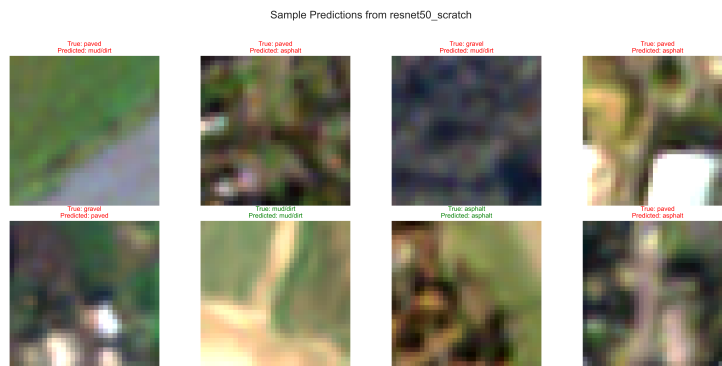 Sample Predictions from resnet50_scratch
True: paved
Predicted: mud/dirt
True: paved
Predicted: asphalt
True: gravel
Predicted: mud/dirt
True: paved
Predicted: asphalt
True: gravel
Predicted: paved
True: mud/dirt
Predicted: mud/dirt
True: asphalt
Predicted: asphalt
True: paved
Predicted: asphalt